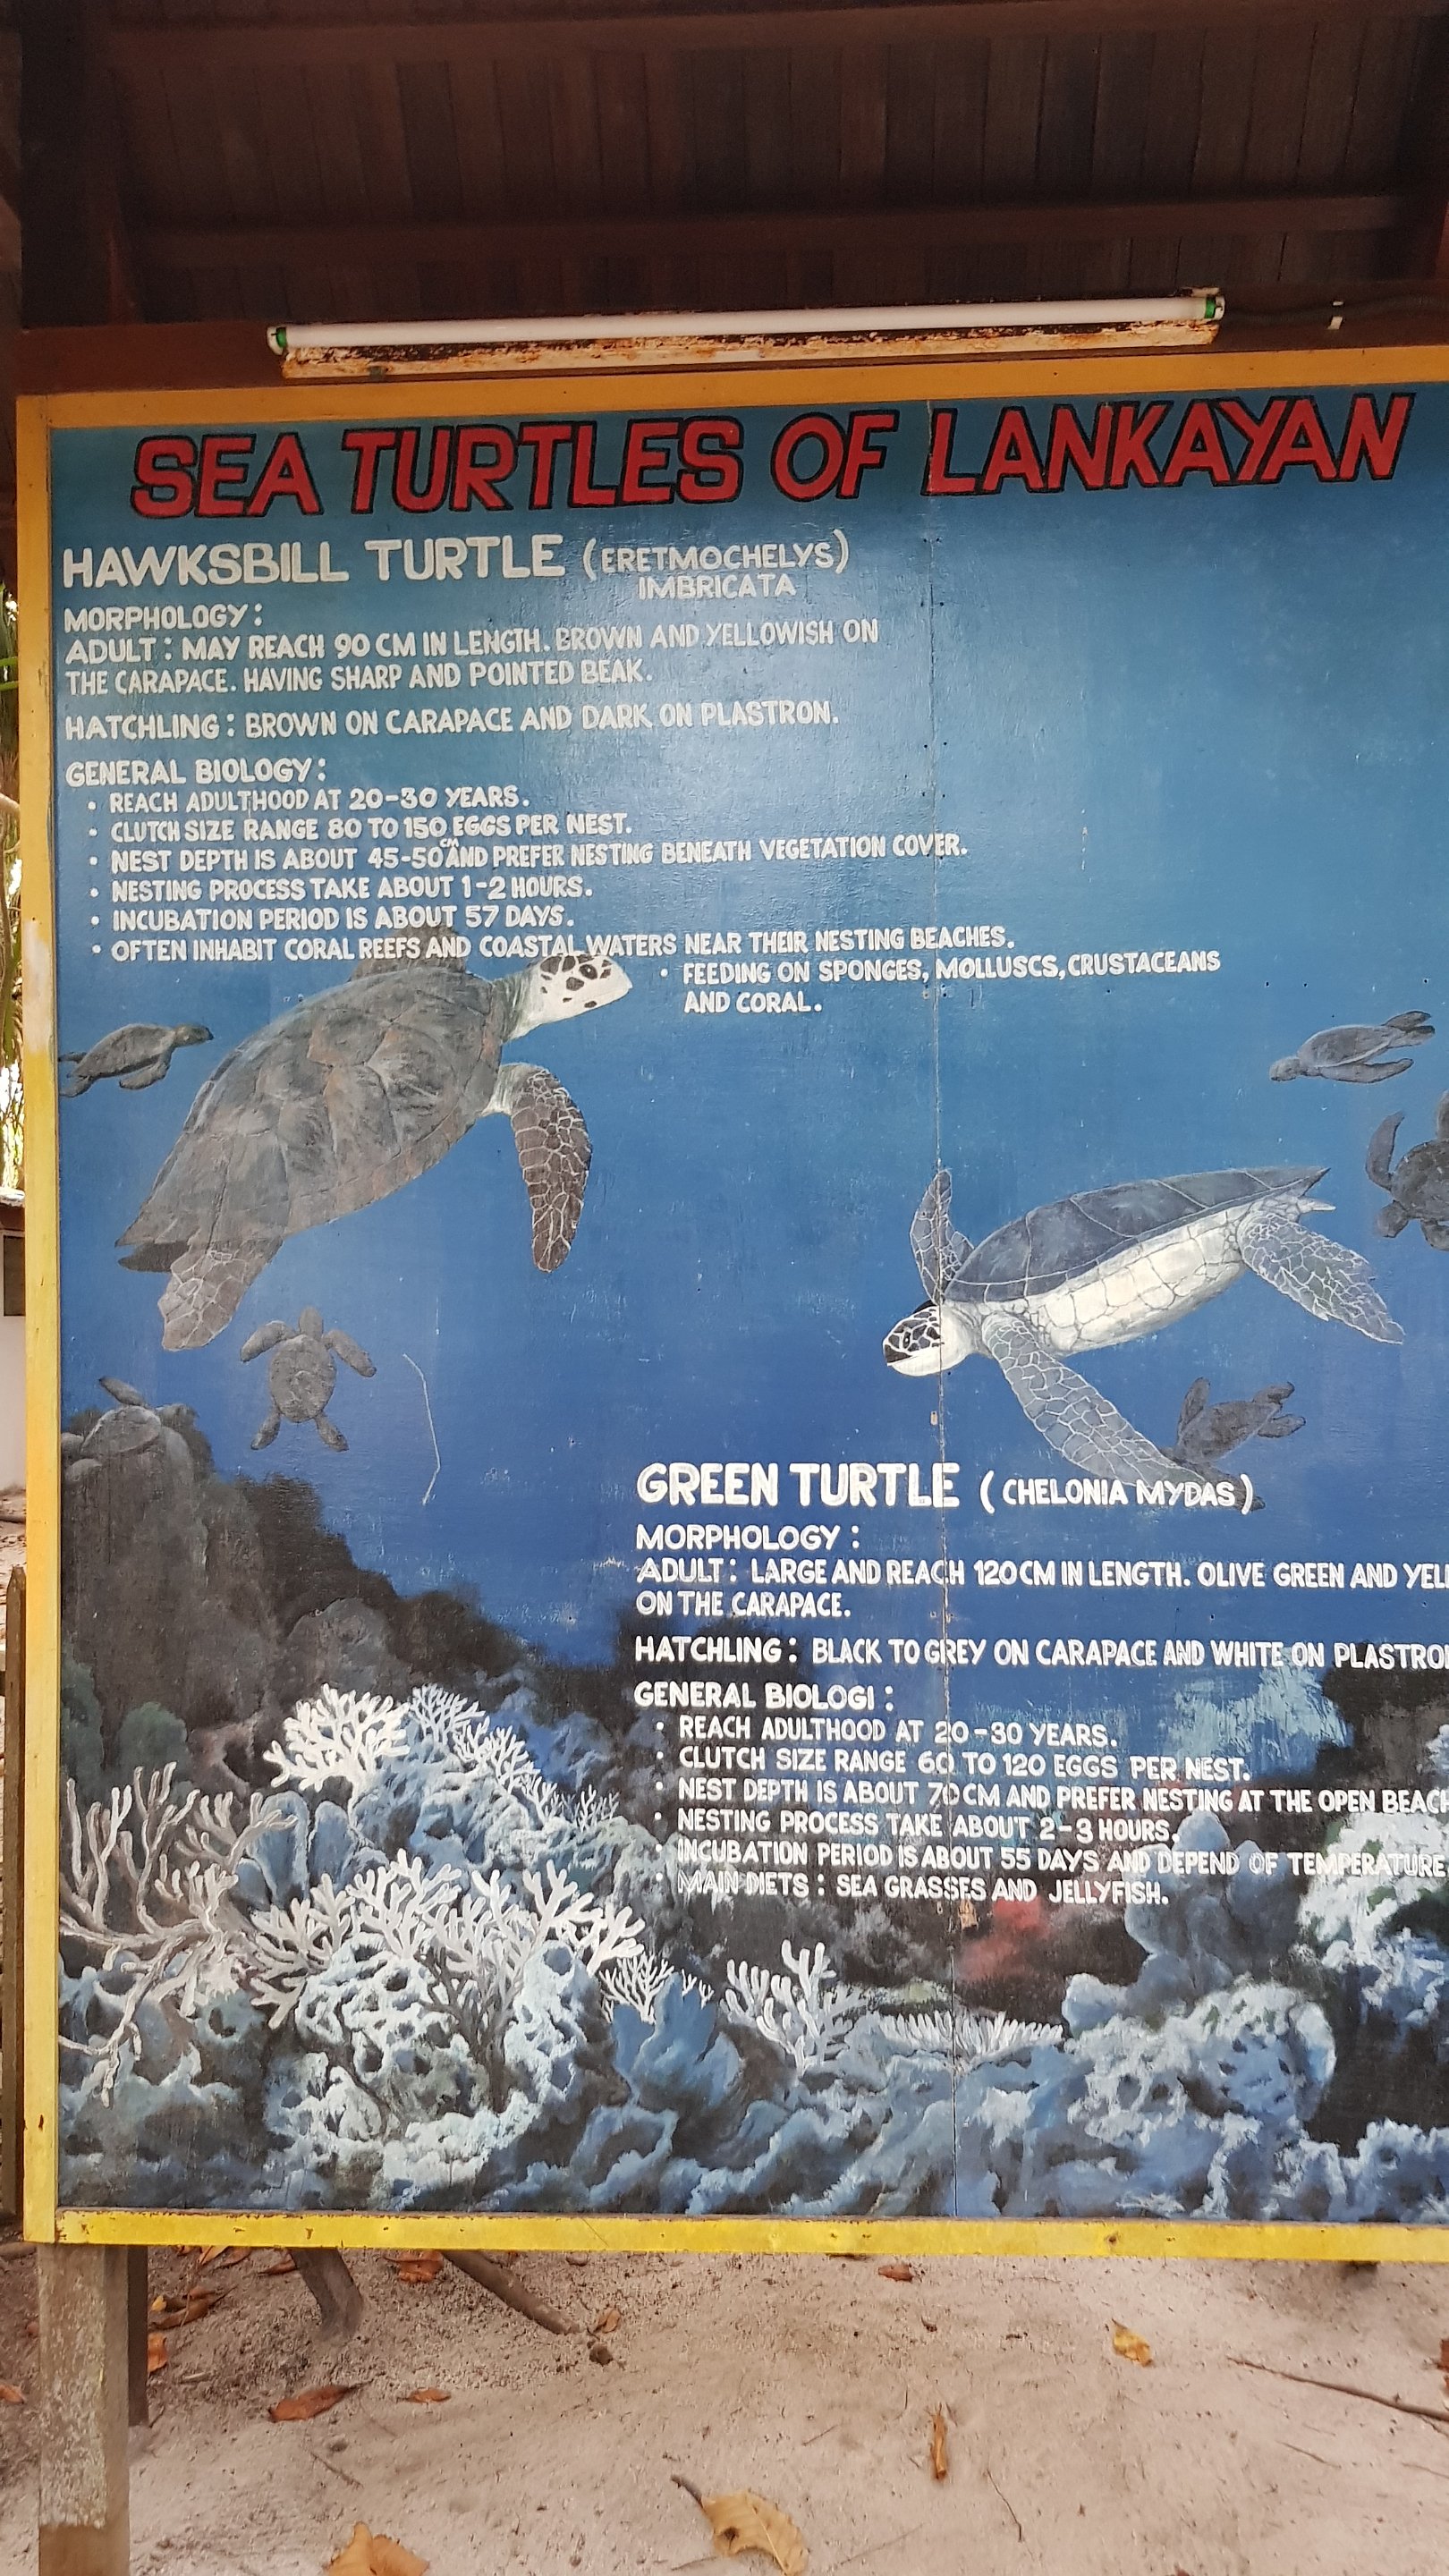 SEA TURTLES OF LANKAYAN
HAWKSBILL TURTLE (ERETMOCHELYS)
IMBRICATA
MORPHOLOGY:
ADULT: MAY REACH 90 CM IN LENGTH. BROWN AND YELLOWISH ON
THE CARAPACE. HAVING SHARP AND POINTED BEAK.
HATCHLING: BROWN ON CARAPACE AND DARK ON PLASTRON.
GENERAL BIOLOGY:
• REACH ADULTHOOD AT 20-30 YEARS.
• CLUTCH SIZE RANGE 80 TO 150 EGGS PER NEST.
• NEST DEPTH IS ABOUT 45-50 CM AND PREFER NESTING BENEATH VEGETATION COVER.
• NESTING PROCESS TAKE ABOUT 1-2 HOURS.
• INCUBATION PERIOD IS ABOUT 57 DAYS.
• OFTEN INHABIT CORAL REEFS AND COASTAL WATERS NEAR THEIR NESTING BEACHES.
• FEEDING ON SPONGES, MOLLUSCS, CRUSTACEANS
AND CORAL.
GREEN TURTLE (CHELONIA MYDAS)
MORPHOLOGY:
ADULT: LARGE AND REACH 120CM IN LENGTH. OLIVE GREEN AND
ON THE CARAPACE.
HATCHLING: BLACK TO GREY ON CARAPACE AND WHITE ON
GENERAL BIOLOGI:
• REACH ADULTHOOD AT 20-30 YEARS.
• CLUTCH SIZE RANGE 60 TO 120 EGGS PER NEST.
• NEST DEPTH IS ABOUT 70CM AND PREFER NESTING AT THE OPEN
• NESTING PROCESS TAKE ABOUT 2-3 HOURS.
• INCUBATION PERIOD IS ABOUT 55 DAYS AND DEPEND OF TEMPERATURE
• MAIN DIETS: SEA GRASSES AND JELLYFISH.